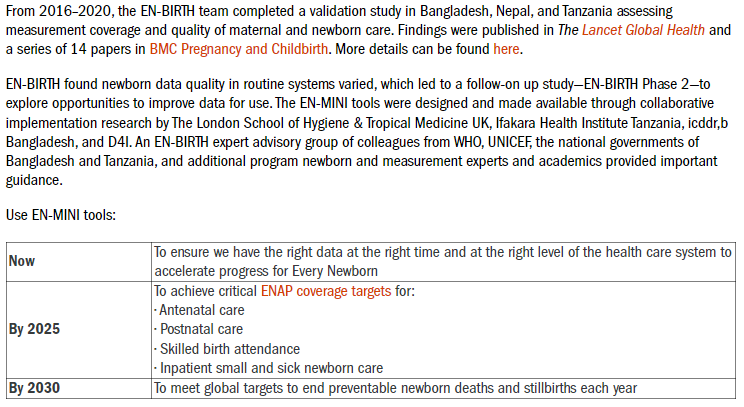 From 2016–2020, the EN-BIRTH team completed a validation study in Bangladesh, Nepal, and Tanzania assessing
measurement coverage and quality of maternal and newborn care. Findings were published in The Lancet Global Health and
a series of 14 papers in BMC Pregnancy and Childbirth. More details can be found here.
EN-BIRTH found newborn data quality in routine systems varied, which led to a follow-on up study—EN-BIRTH Phase 2—to
explore opportunities to improve data for use. The EN-MINI tools were designed and made available through collaborative
implementation research by The London School of Hygiene & Tropical Medicine UK, Ifakara Health Institute Tanzania, icddr,b
Bangladesh, and D4I. An EN-BIRTH expert advisory group of colleagues from WHO, UNICEF, the national governments of
Bangladesh and Tanzania, and additional program newborn and measurement experts and academics provided important
guidance.
Use EN-MINI tools:
Now
To ensure we have the right data at the right time and at the right level of the health care system to
accelerate progress for Every Newborn
By 2025
To achieve critical ENAP coverage targets for:
· Antenatal care
· Postnatal care
· Skilled birth attendance
· Inpatient small and sick newborn care
By 2030
To meet global targets to end preventable newborn deaths and stillbirths each year